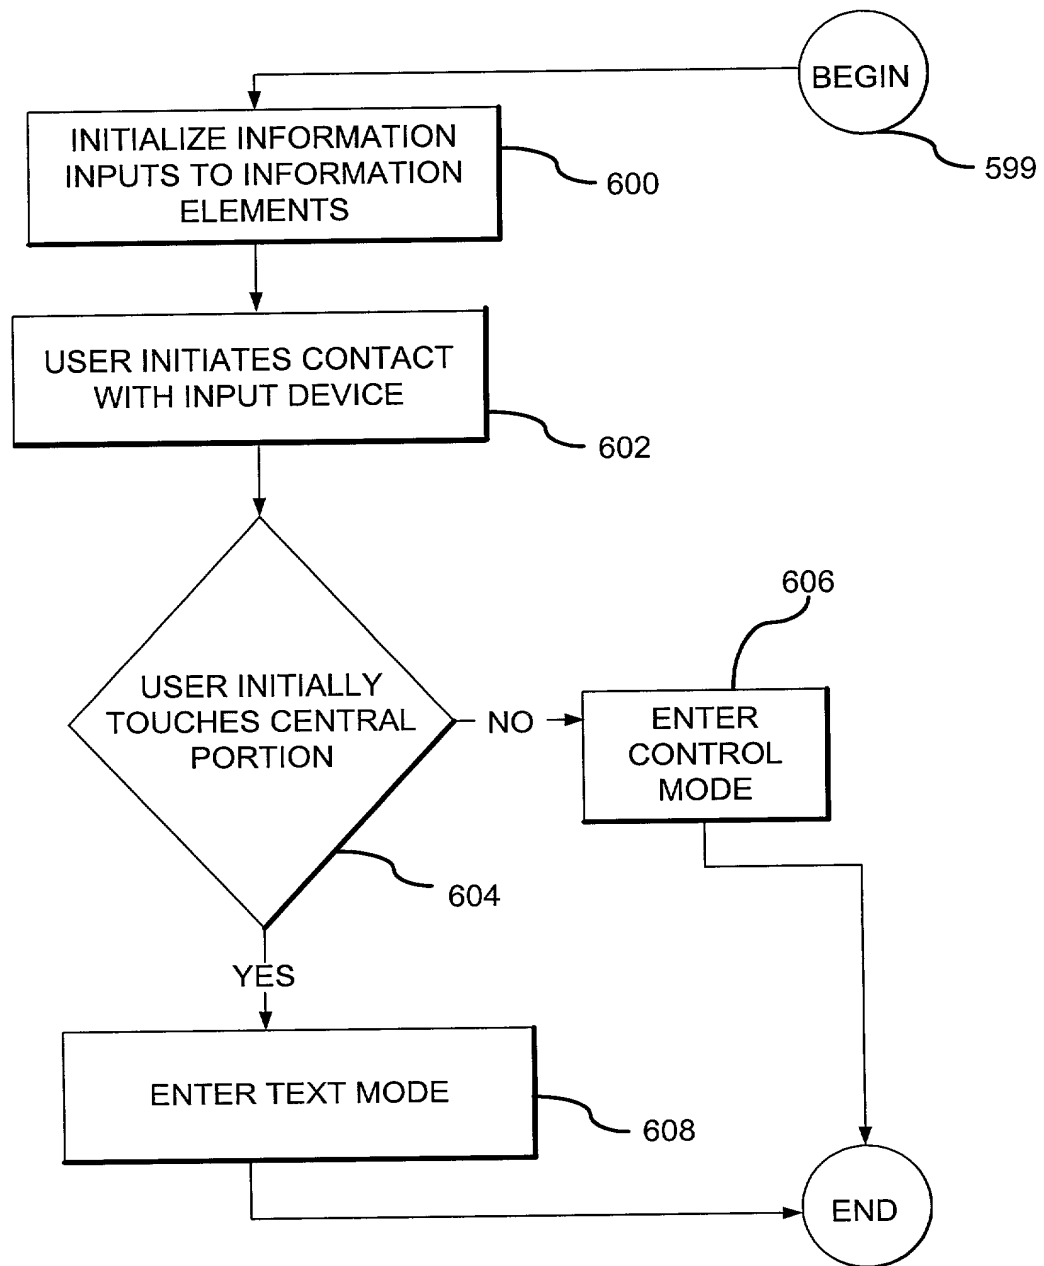 BEGIN
599
INITIALIZE INFORMATION
INPUTS TO INFORMATION
ELEMENTS
600
USER INITIATES CONTACT
WITH INPUT DEVICE
602
USER INITIALLY
TOUCHES CENTRAL
PORTION
604
NO
606
ENTER
CONTROL
MODE
YES
ENTER TEXT MODE
608
END